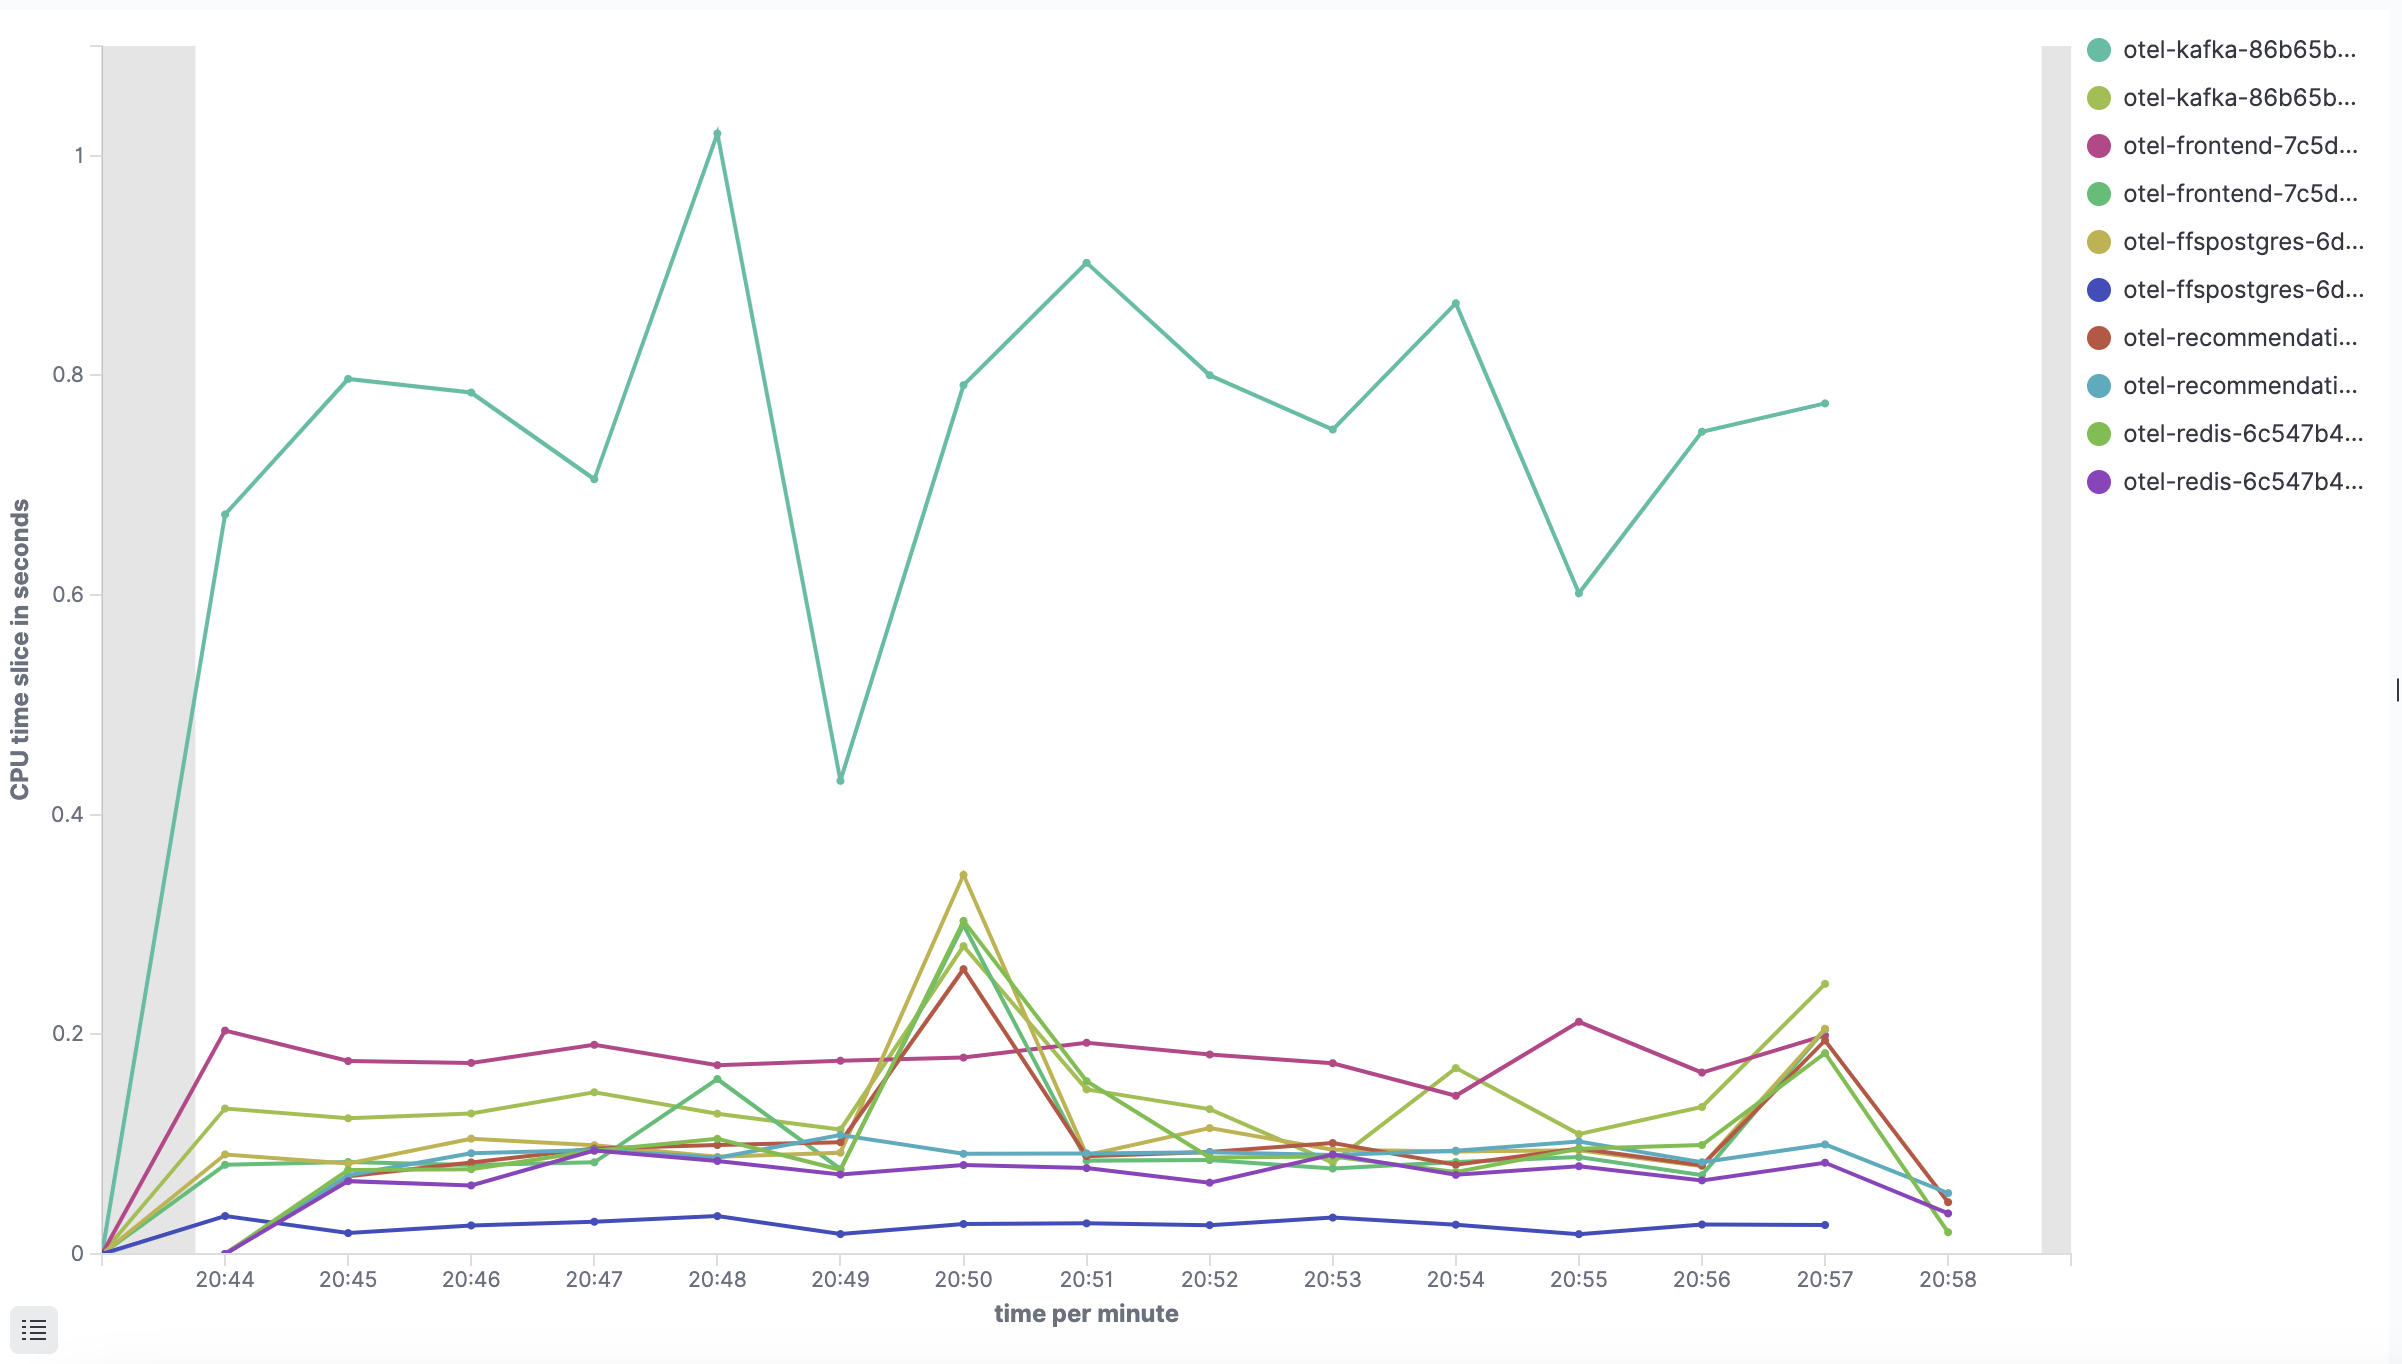 otel-kafka-86b65b...
otel-kafka-86b65b...
otel-frontend-7c5d...
otel-frontend-7c5d...
otel-ffspostgres-6d...
otel-ffspostgres-6d...
otel-recommendati...
otel-recommendati...
otel-redis-6c547b4...
otel-redis-6c547b4...
CPU time slice in seconds
1
0.8
0.6
0.4
0.2
0
20:44 20:45 20:46 20:47 20:48 20:49 20:50 20:51 20:52 20:53 20:54 20:55 20:56 20:57 20:58
time per minute